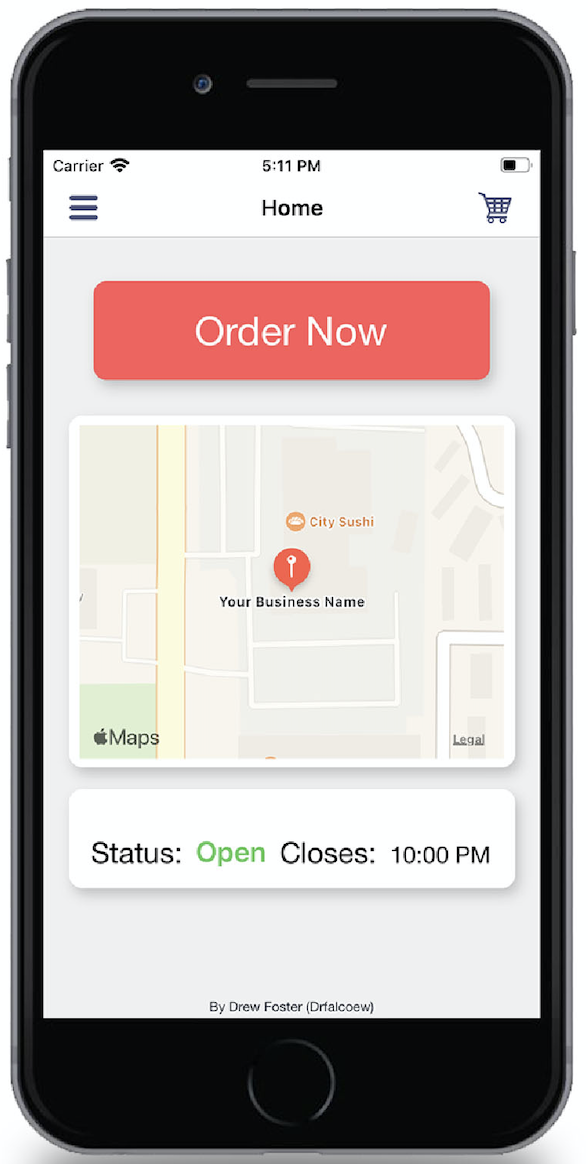 Carrier 5:11 PM
Home
Order Now
City Sushi
Your Business Name
Maps
Legal
Status: Open Closes: 10:00 PM
By Drew Foster (Drfalcoew)